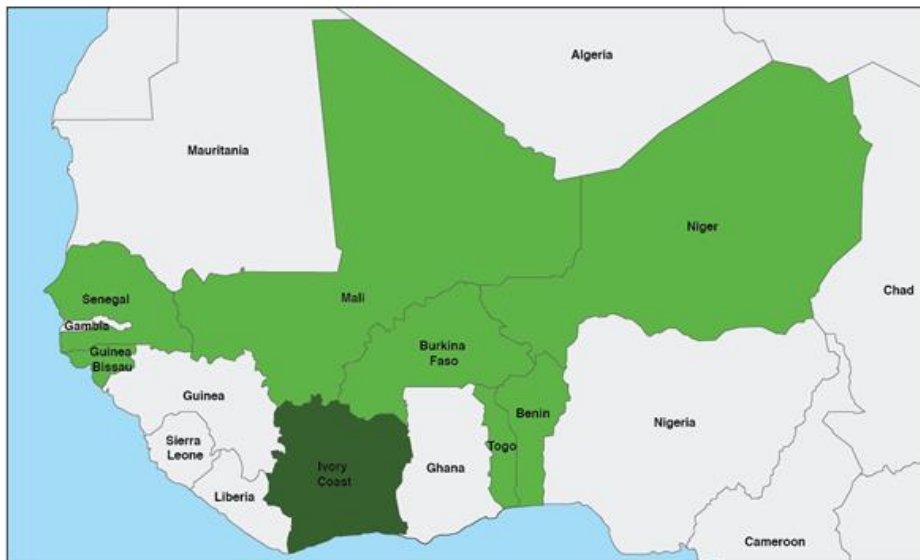 Algeria
Mauritania
Niger
Chad
Senegal
Mali
Gambia
Guinea
Bissau
Burkina
Faso
Guinea
Benin
Nigeria
Togo
Sierra
Leone
Ivory
Coast
Ghana
Liberia
Cameroon